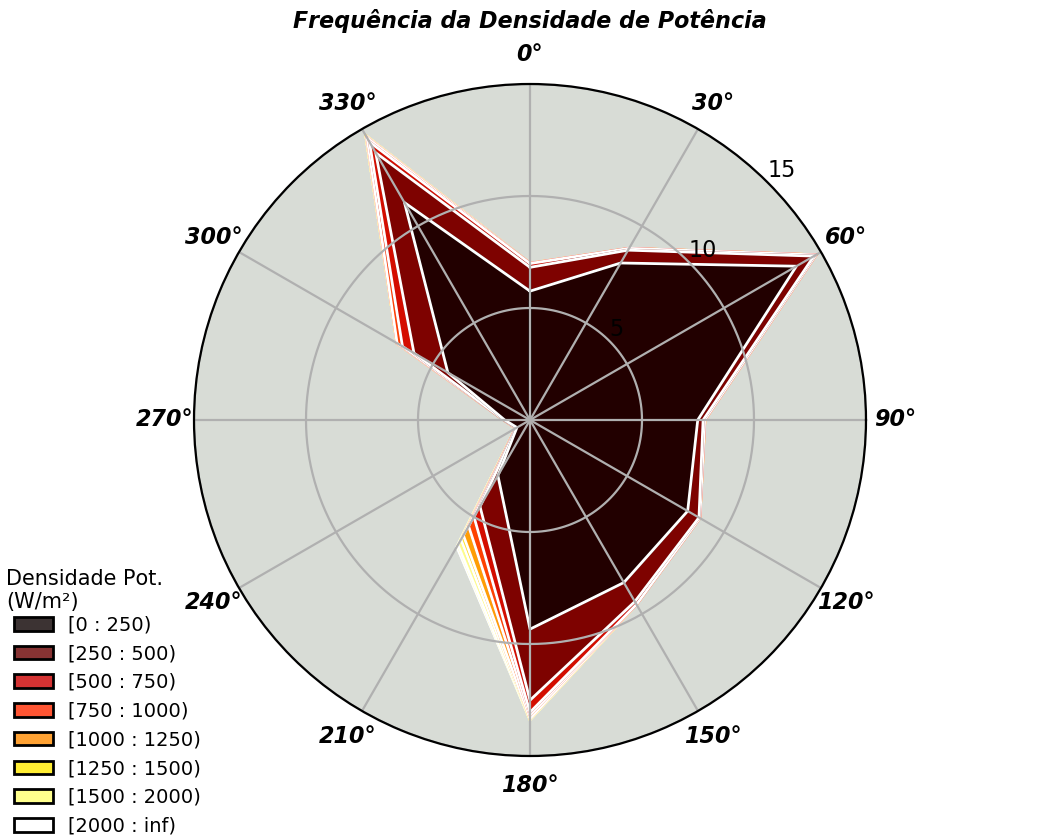 Frequência da Densidade de Potência
0°
330°
30°
15
300°
60°
10
5
270°
90°
240°
120°
210°
150°
180°
Densidade Pot.
(W/m²)
[0 : 250)
[250 : 500)
[500 : 750)
[750 : 1000)
[1000 : 1250)
[1250 : 1500)
[1500 : 2000)
[2000 : inf)